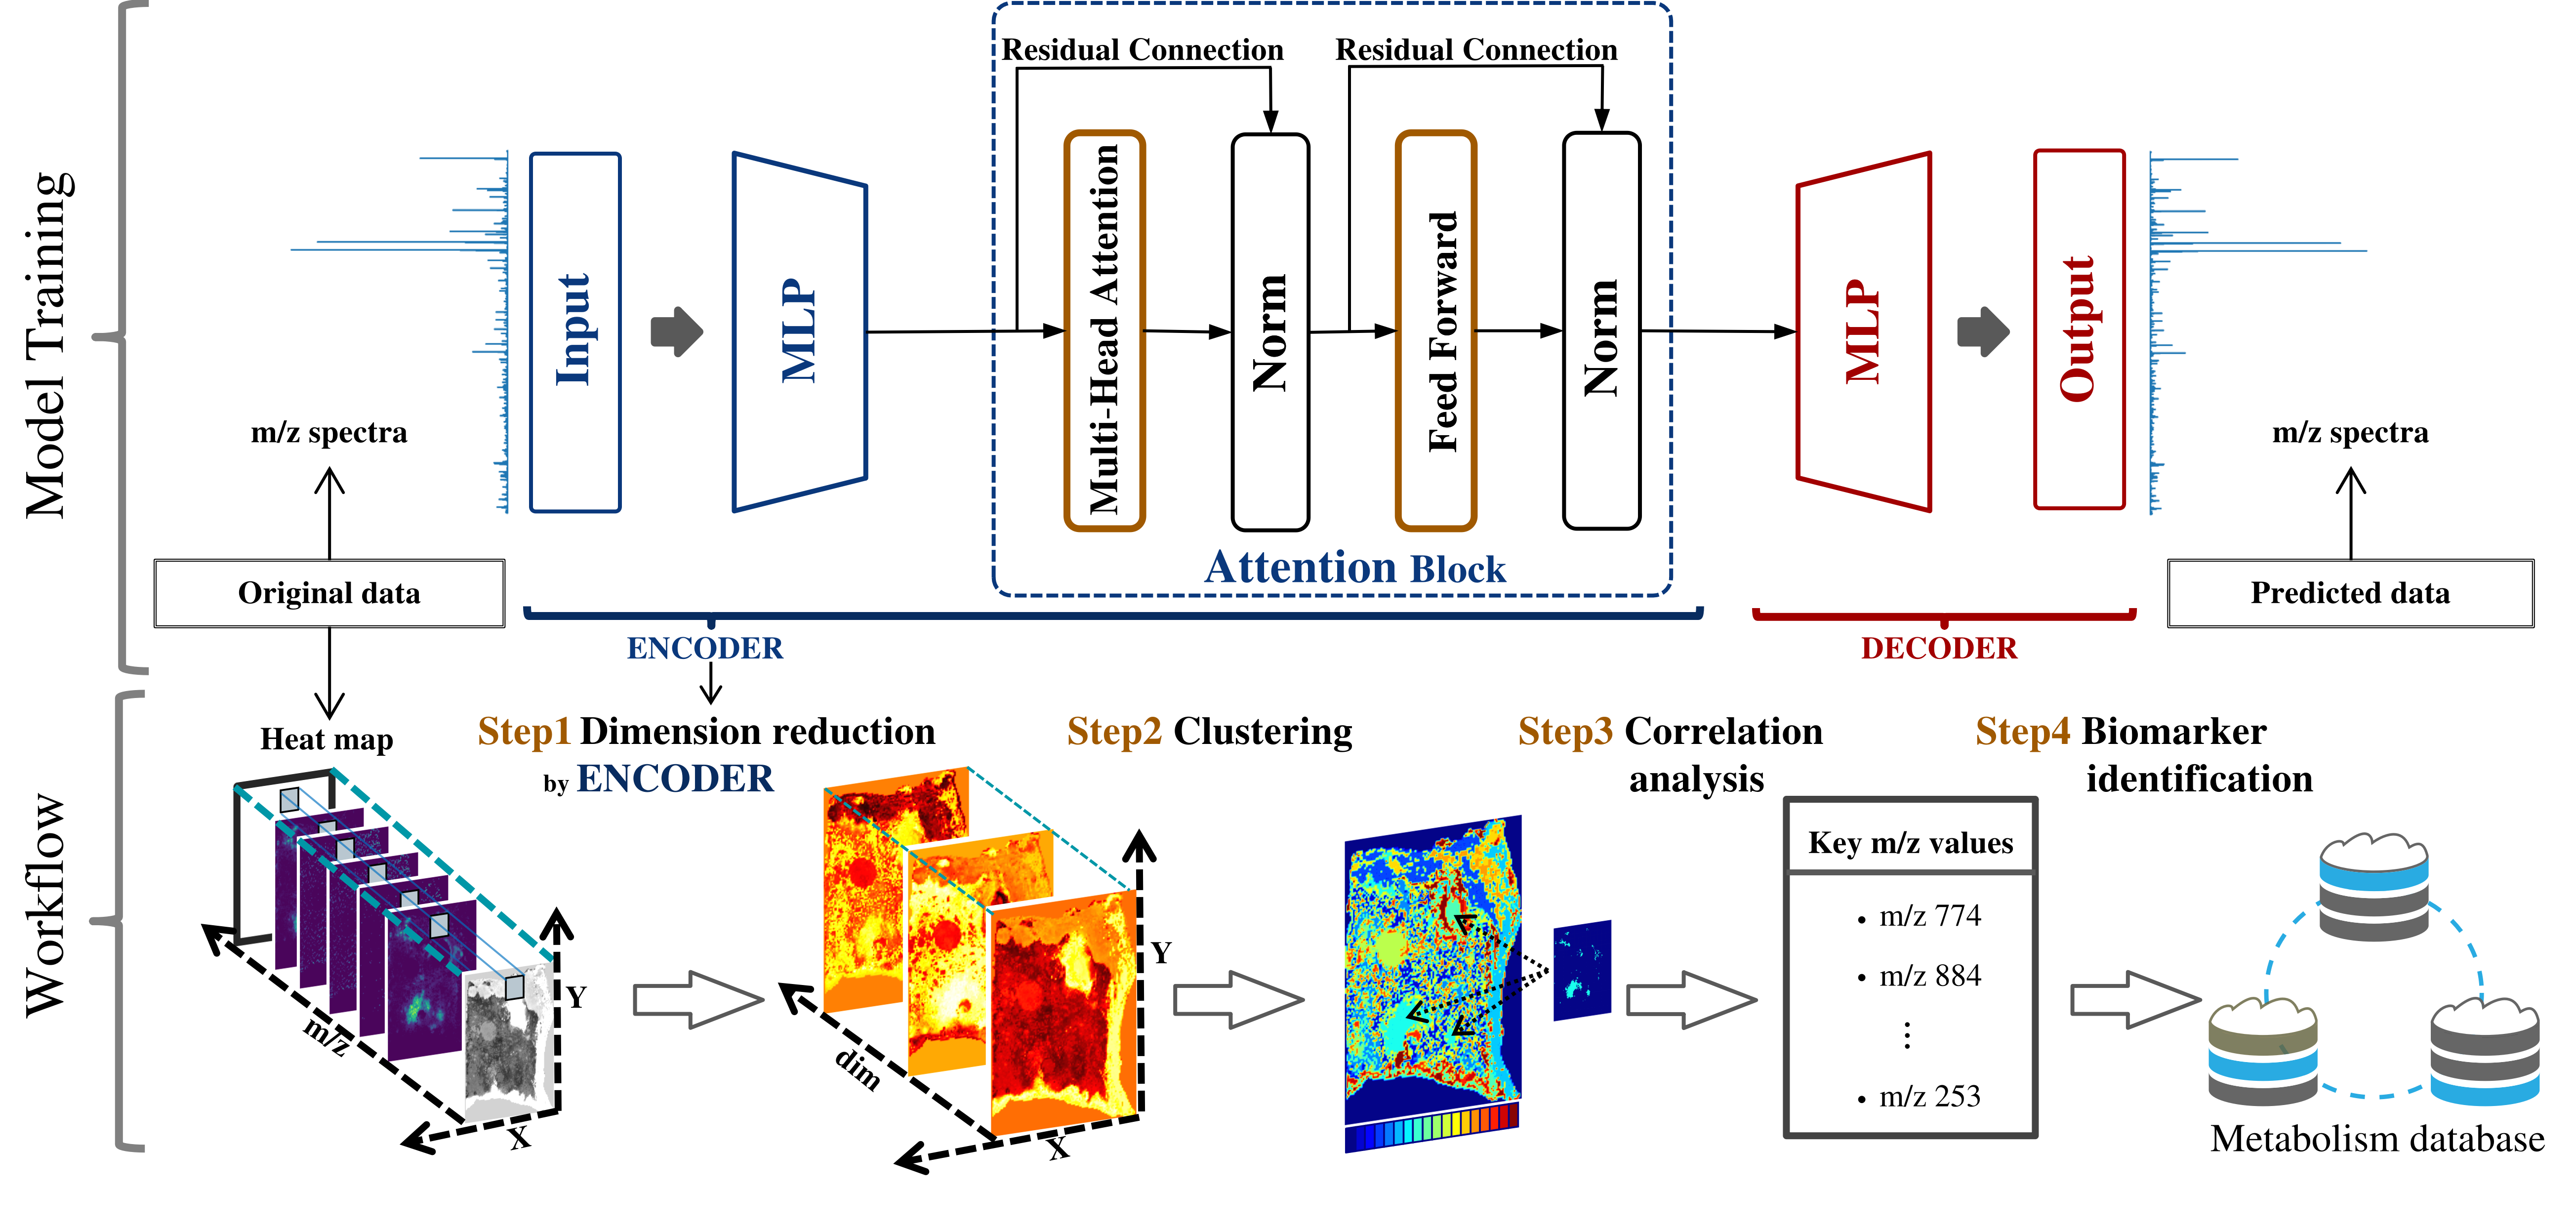 Model Training
Residual Connection
Residual Connection
Input
MLP
Multi-Head Attention
Norm
Feed Forward
Norm
MLP
Output
m/z spectra
m/z spectra
Attention Block
Original data
Predicted data
ENCODER
DECODER
Workflow
Heat map
Step1 Dimension reduction
by ENCODER
Step2 Clustering
Step3 Correlation
analysis
Step4 Biomarker
identification
m/z
X
Y
dim
X
Y
Key m/z values
• m/z 774
• m/z 884
⋮
• m/z 253
Metabolism database